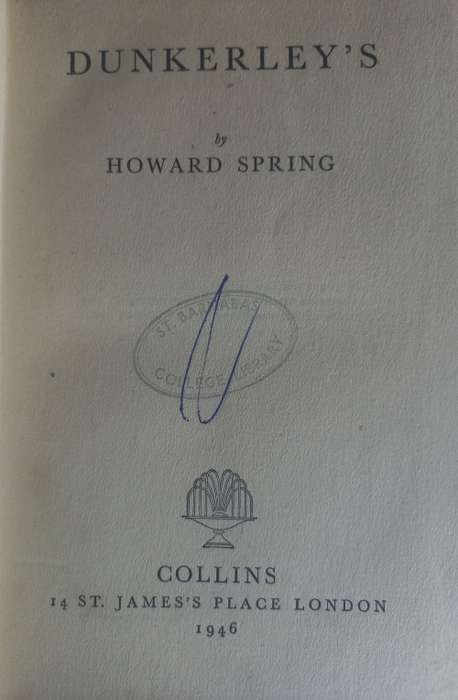 DUNKERLEY'S
by
HOWARD SPRING
ST. BARNABAS
COLLEGE LIBRARY
COLLINS
14 ST. JAMES'S PLACE LONDON
1946